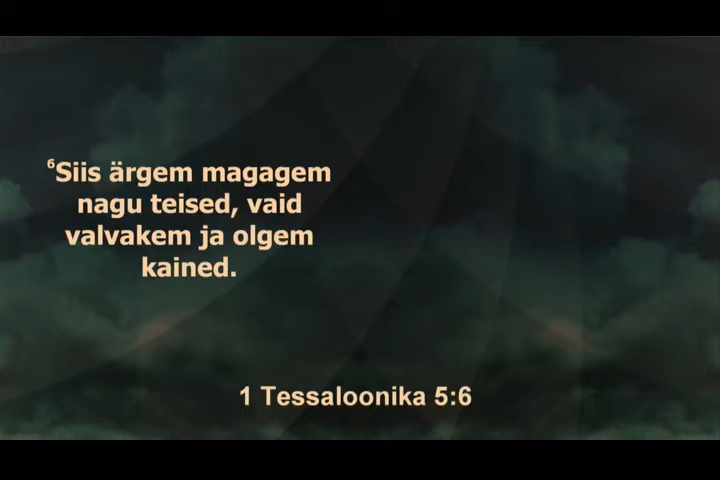 ⁶Siis ärgem magagem
nagu teised, vaid
valvakem ja olgem
kained.
1 Tessaloonika 5:6